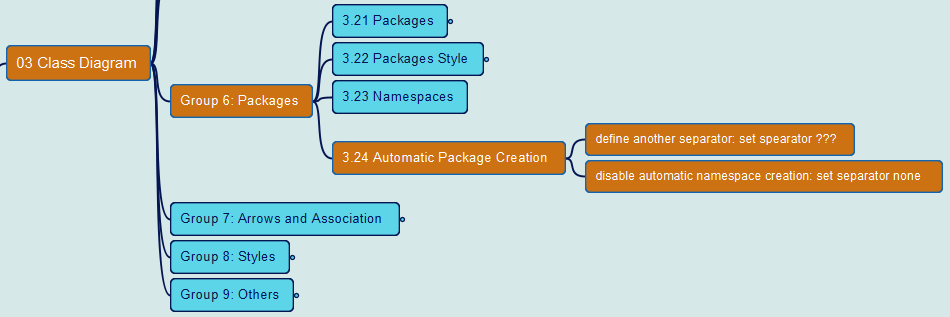 03 Class Diagram
Group 6: Packages
3.21 Packages
3.22 Packages Style
3.23 Namespaces
3.24 Automatic Package Creation
define another separator: set spearator ???
disable automatic namespace creation: set separator none
Group 7: Arrows and Association
Group 8: Styles
Group 9: Others